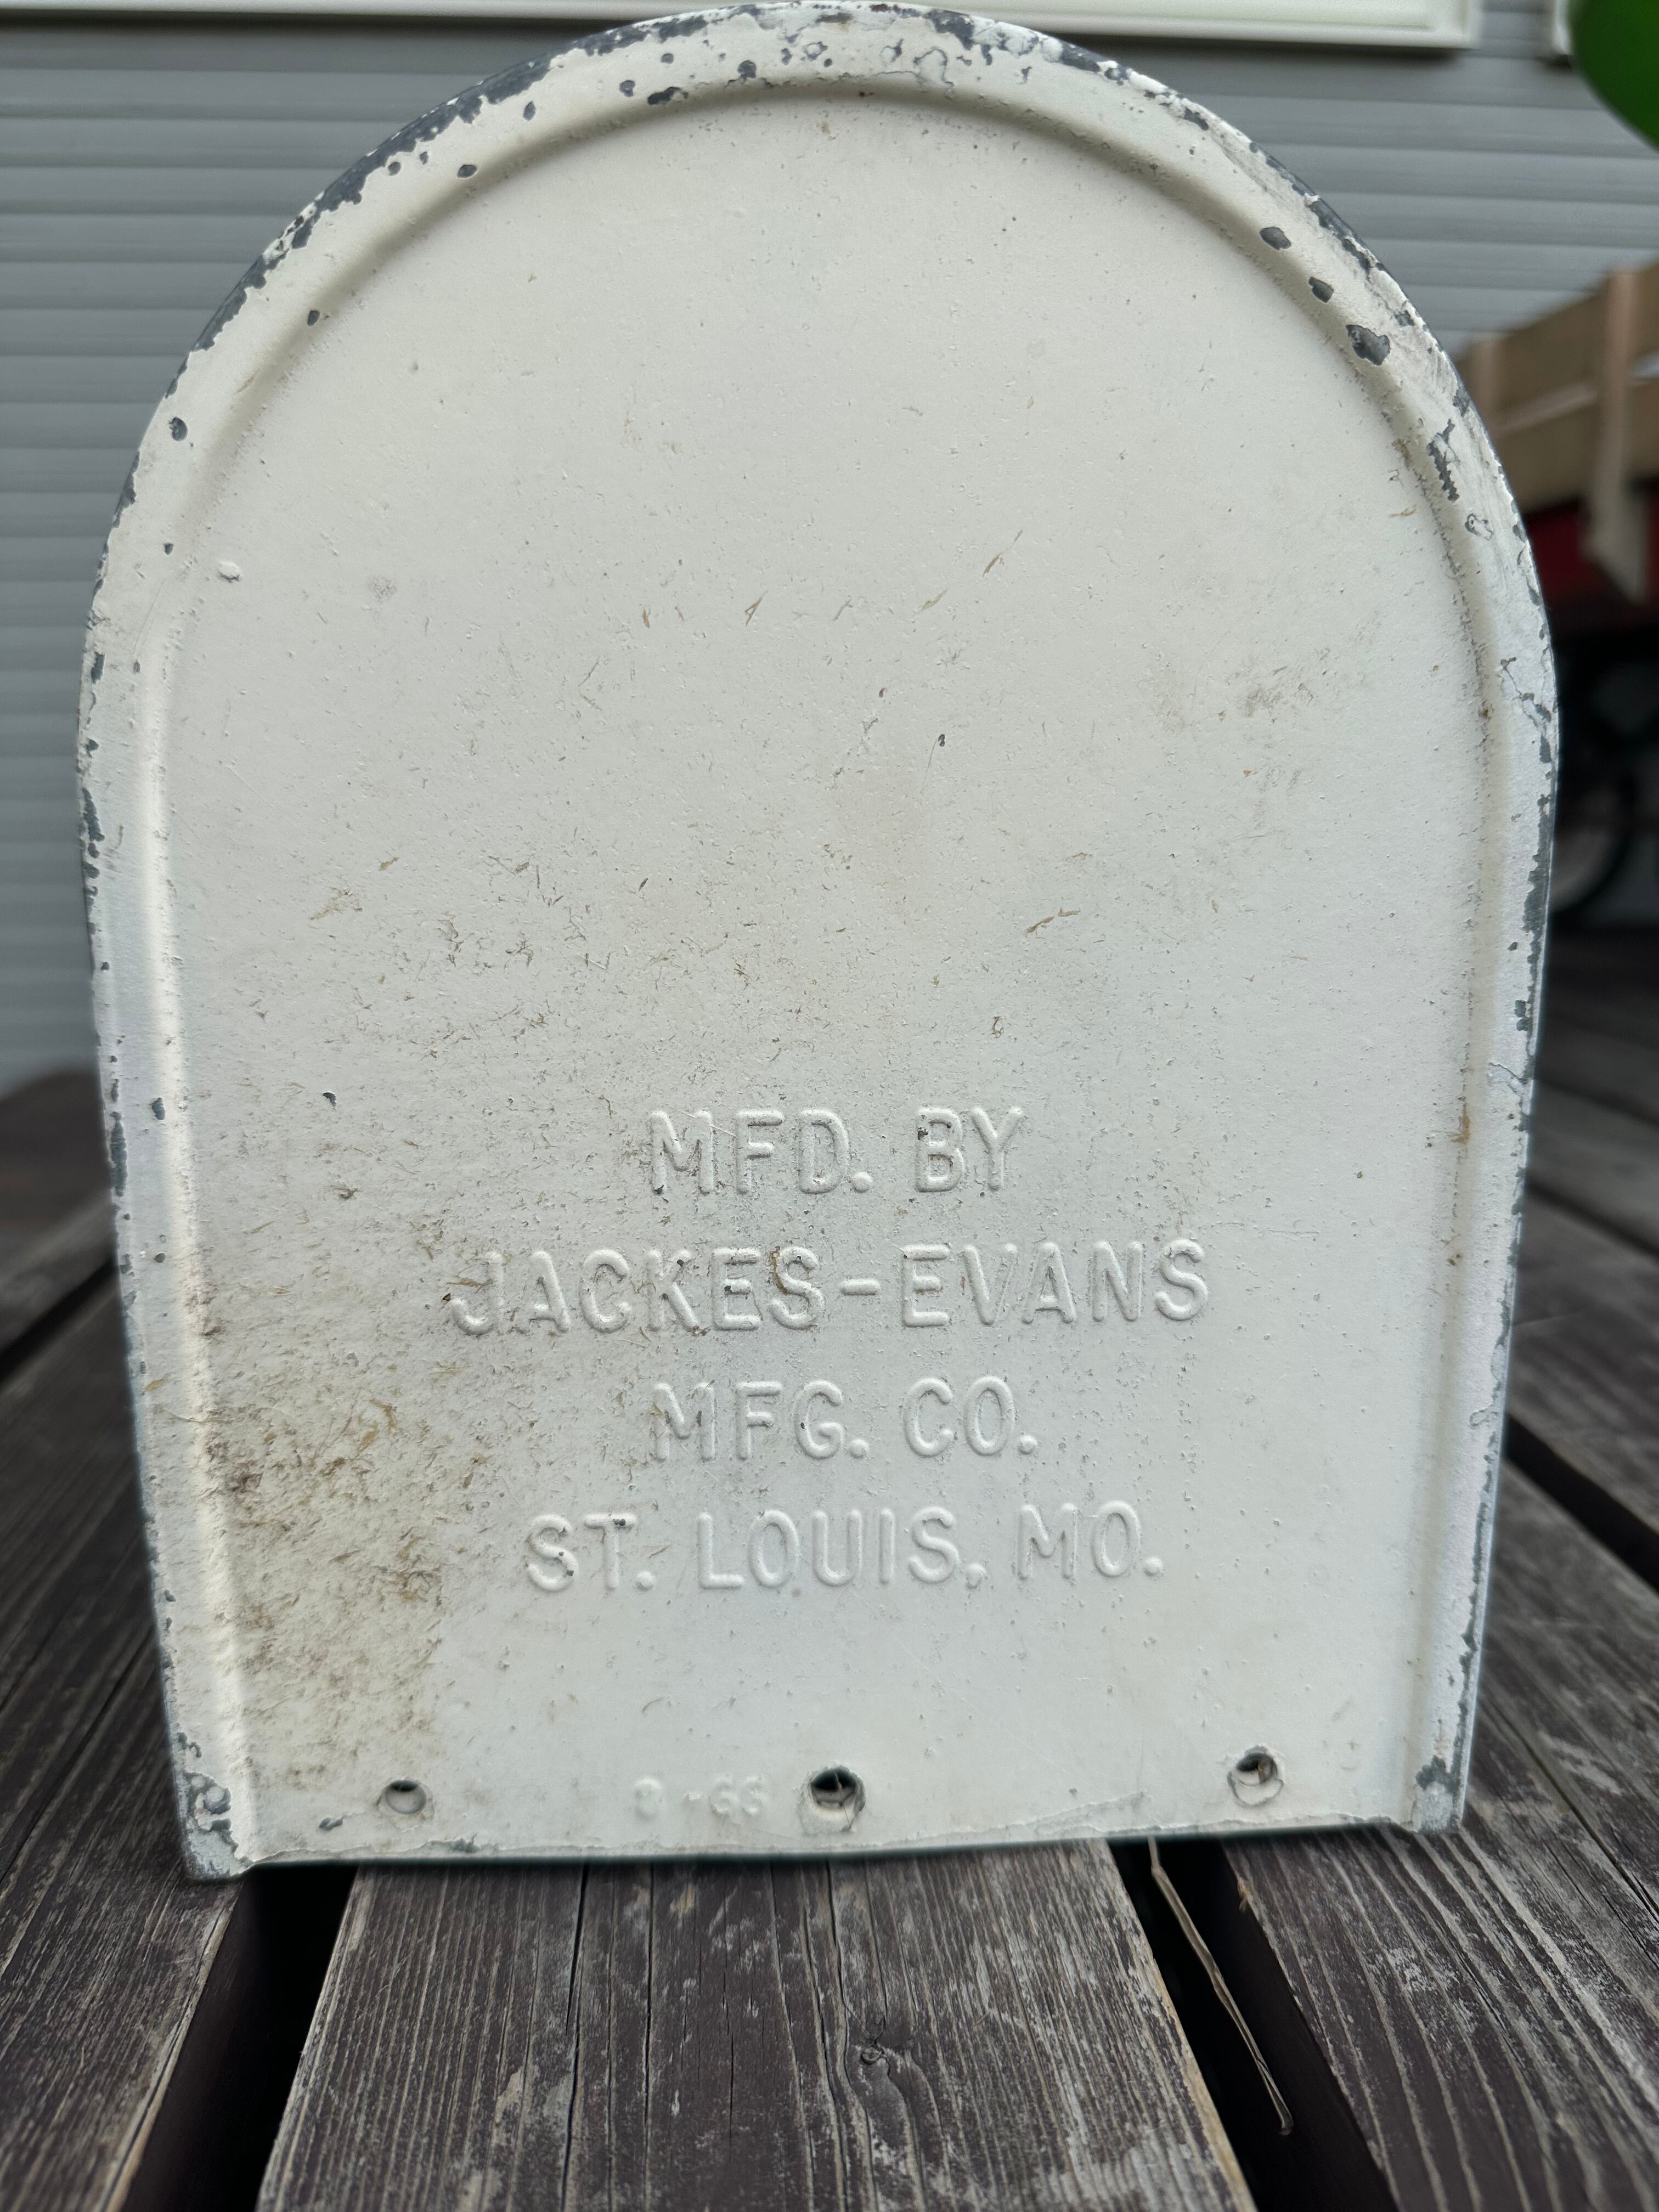 MFD. BY
JACKES-EVANS
MFG. CO.
ST. LOUIS, MO.